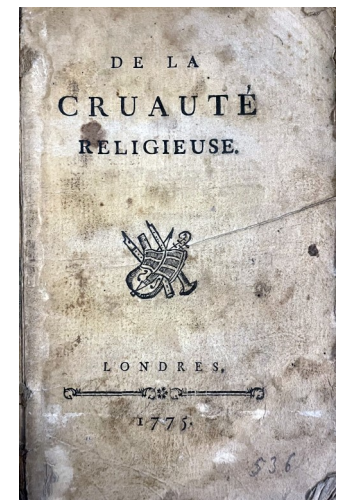 DE LA
CRUAUTÉ
RELIGIEUSE.
LONDRES,
1775.
536